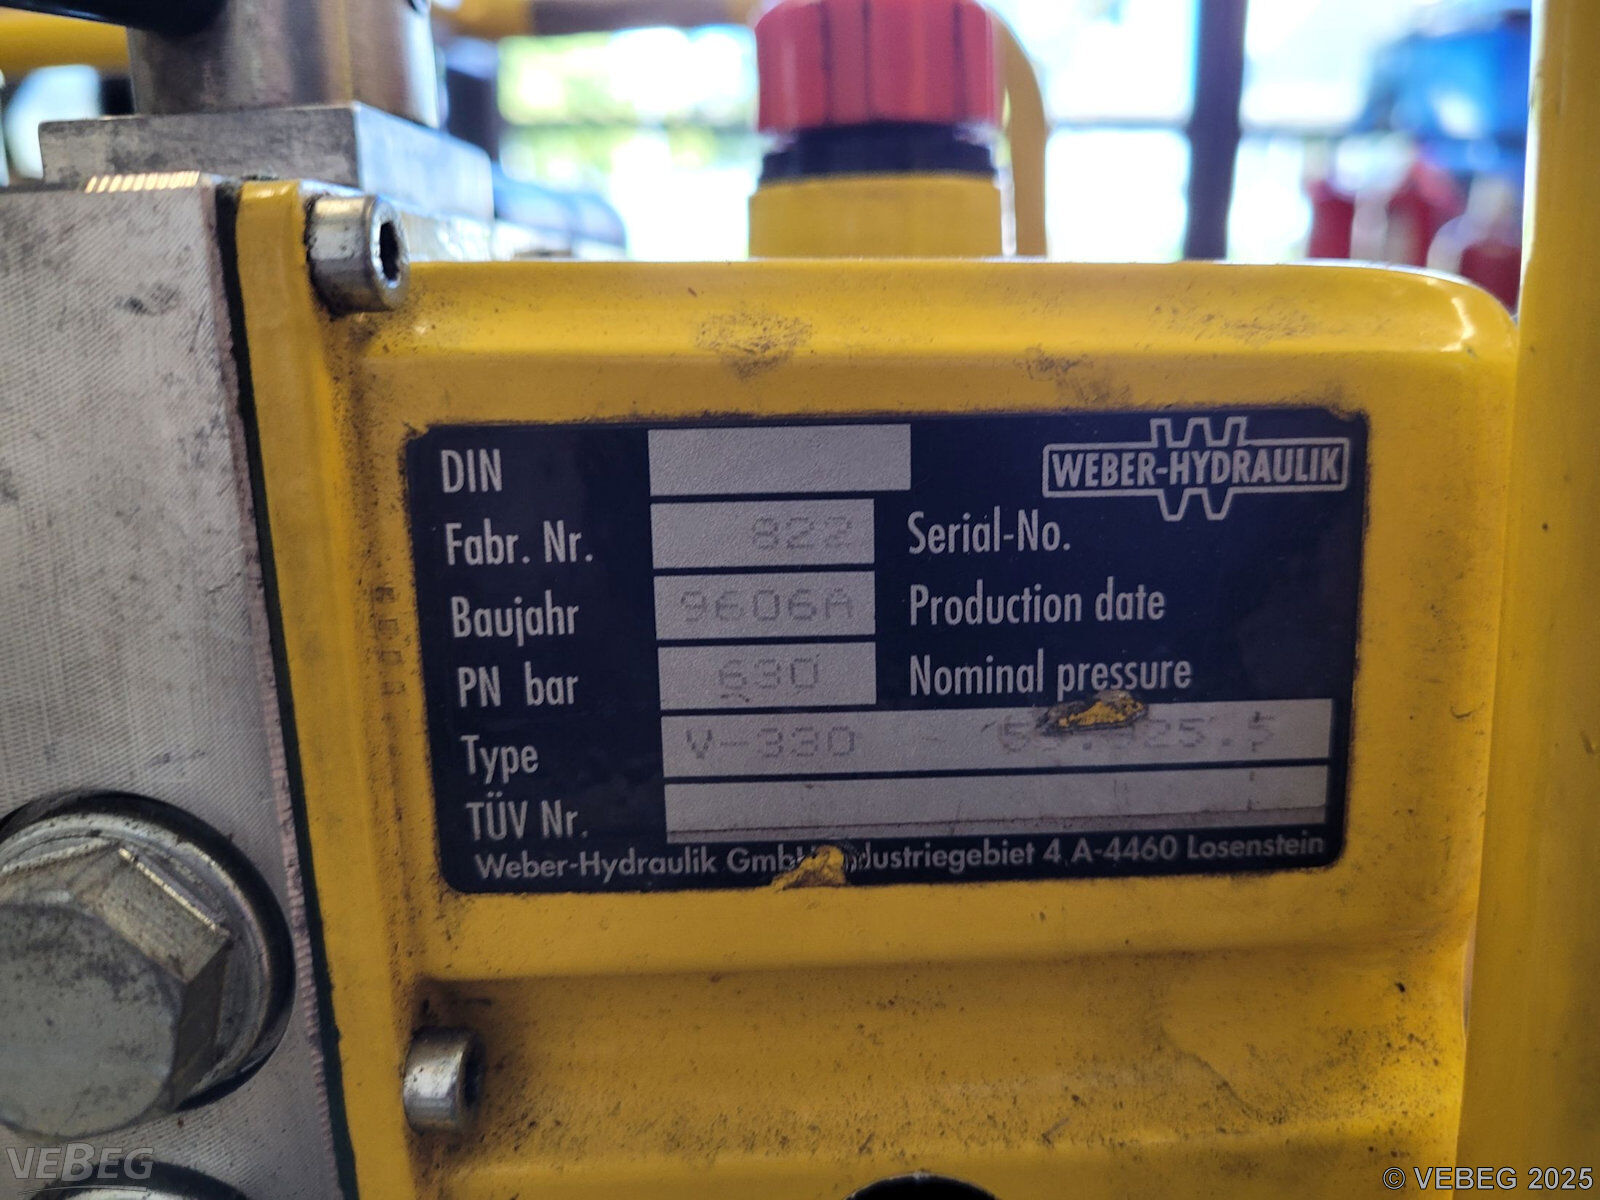 DIN
WEBER-HYDRAULIK
Fabr. Nr. 822 Serial-No.
Baujahr 9606A Production date
PN bar 630 Nominal pressure
Type V-330
TÜV Nr.
Weber-Hydraulik GmbH Industriegebiet 4 A-4460 Losenstein
VEBEG
© VEBEG 2025